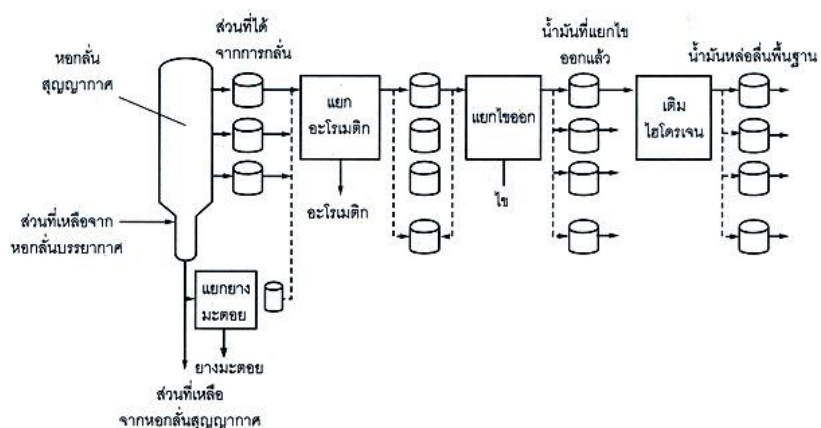 ส่วนที่ได้
จากการกลั่น
หอกลั่น
สุญญากาศ
น้ำมันที่แยกไข
ออกแล้ว
น้ำมันหล่อลื่นพื้นฐาน
แยก
อะโรเมติก
แยกไขออก
เติม
ไฮโดรเจน
อะโรเมติก
ไข
ส่วนที่เหลือจาก
หอกลั่นบรรยากาศ
แยกยาง
มะตอย
ยางมะตอย
ส่วนที่เหลือ
จากหอกลั่นสุญญากาศ